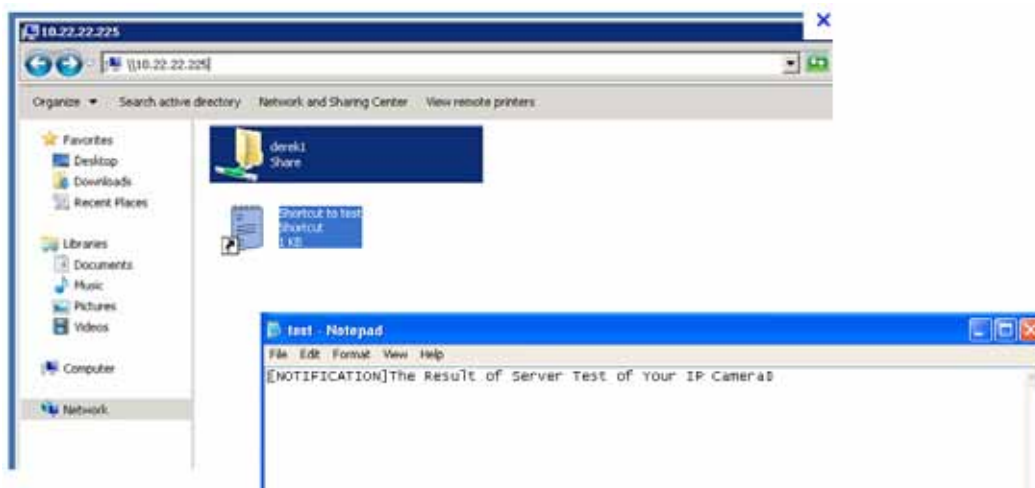 10.22.22.225
\\10.22.22.225
Organize Search active directory Network and Sharing Center View remote printers
Favorites
Desktop
Downloads
Recent Places
Libraries
Documents
Music
Pictures
Videos
Computer
Network
derek1
Share
Shortcut to test
Shortcut
1 KB
test - Notepad
File Edit Format View Help
[NOTIFICATION]The Result of Server Test of Your IP Camera